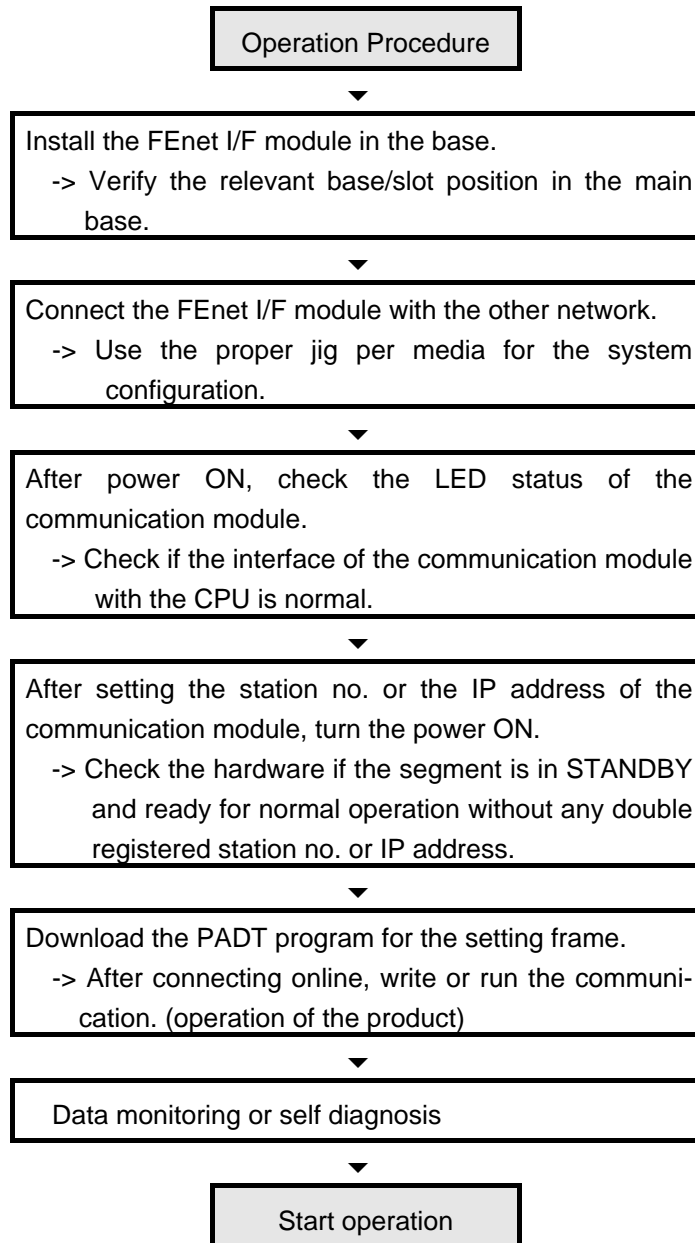 Operation Procedure
Install the FEnet I/F module in the base.
-> Verify the relevant base/slot position in the main
base.
Connect the FEnet I/F module with the other network.
-> Use the proper jig per media for the system
configuration.
After power ON, check the LED status of the
communication module.
-> Check if the interface of the communication module
with the CPU is normal.
After setting the station no. or the IP address of the
communication module, turn the power ON.
-> Check the hardware if the segment is in STANDBY
and ready for normal operation without any double
registered station no. or IP address.
Download the PADT program for the setting frame.
-> After connecting online, write or run the communi-
cation. (operation of the product)
Data monitoring or self diagnosis
Start operation